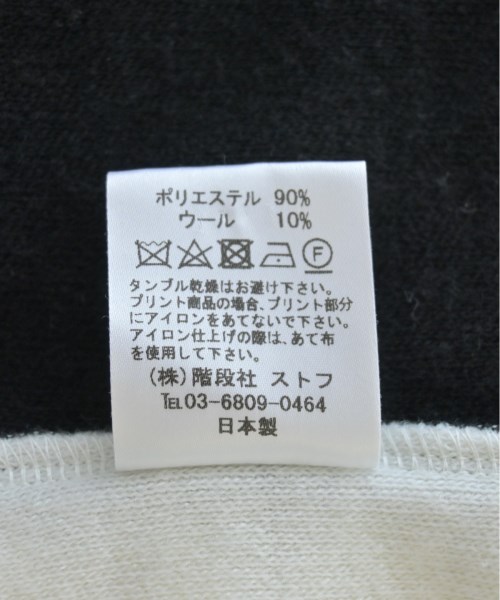 ポリエステル 90%
ウール 10%
F
タンブル乾燥はお避け下さい。
プリント商品の場合、プリント部分
にアイロンをあてないで下さい。
アイロン仕上げの際は、あて布
を使用して下さい。
(株)階段社 ストフ
TEL03-6809-0464
日本製